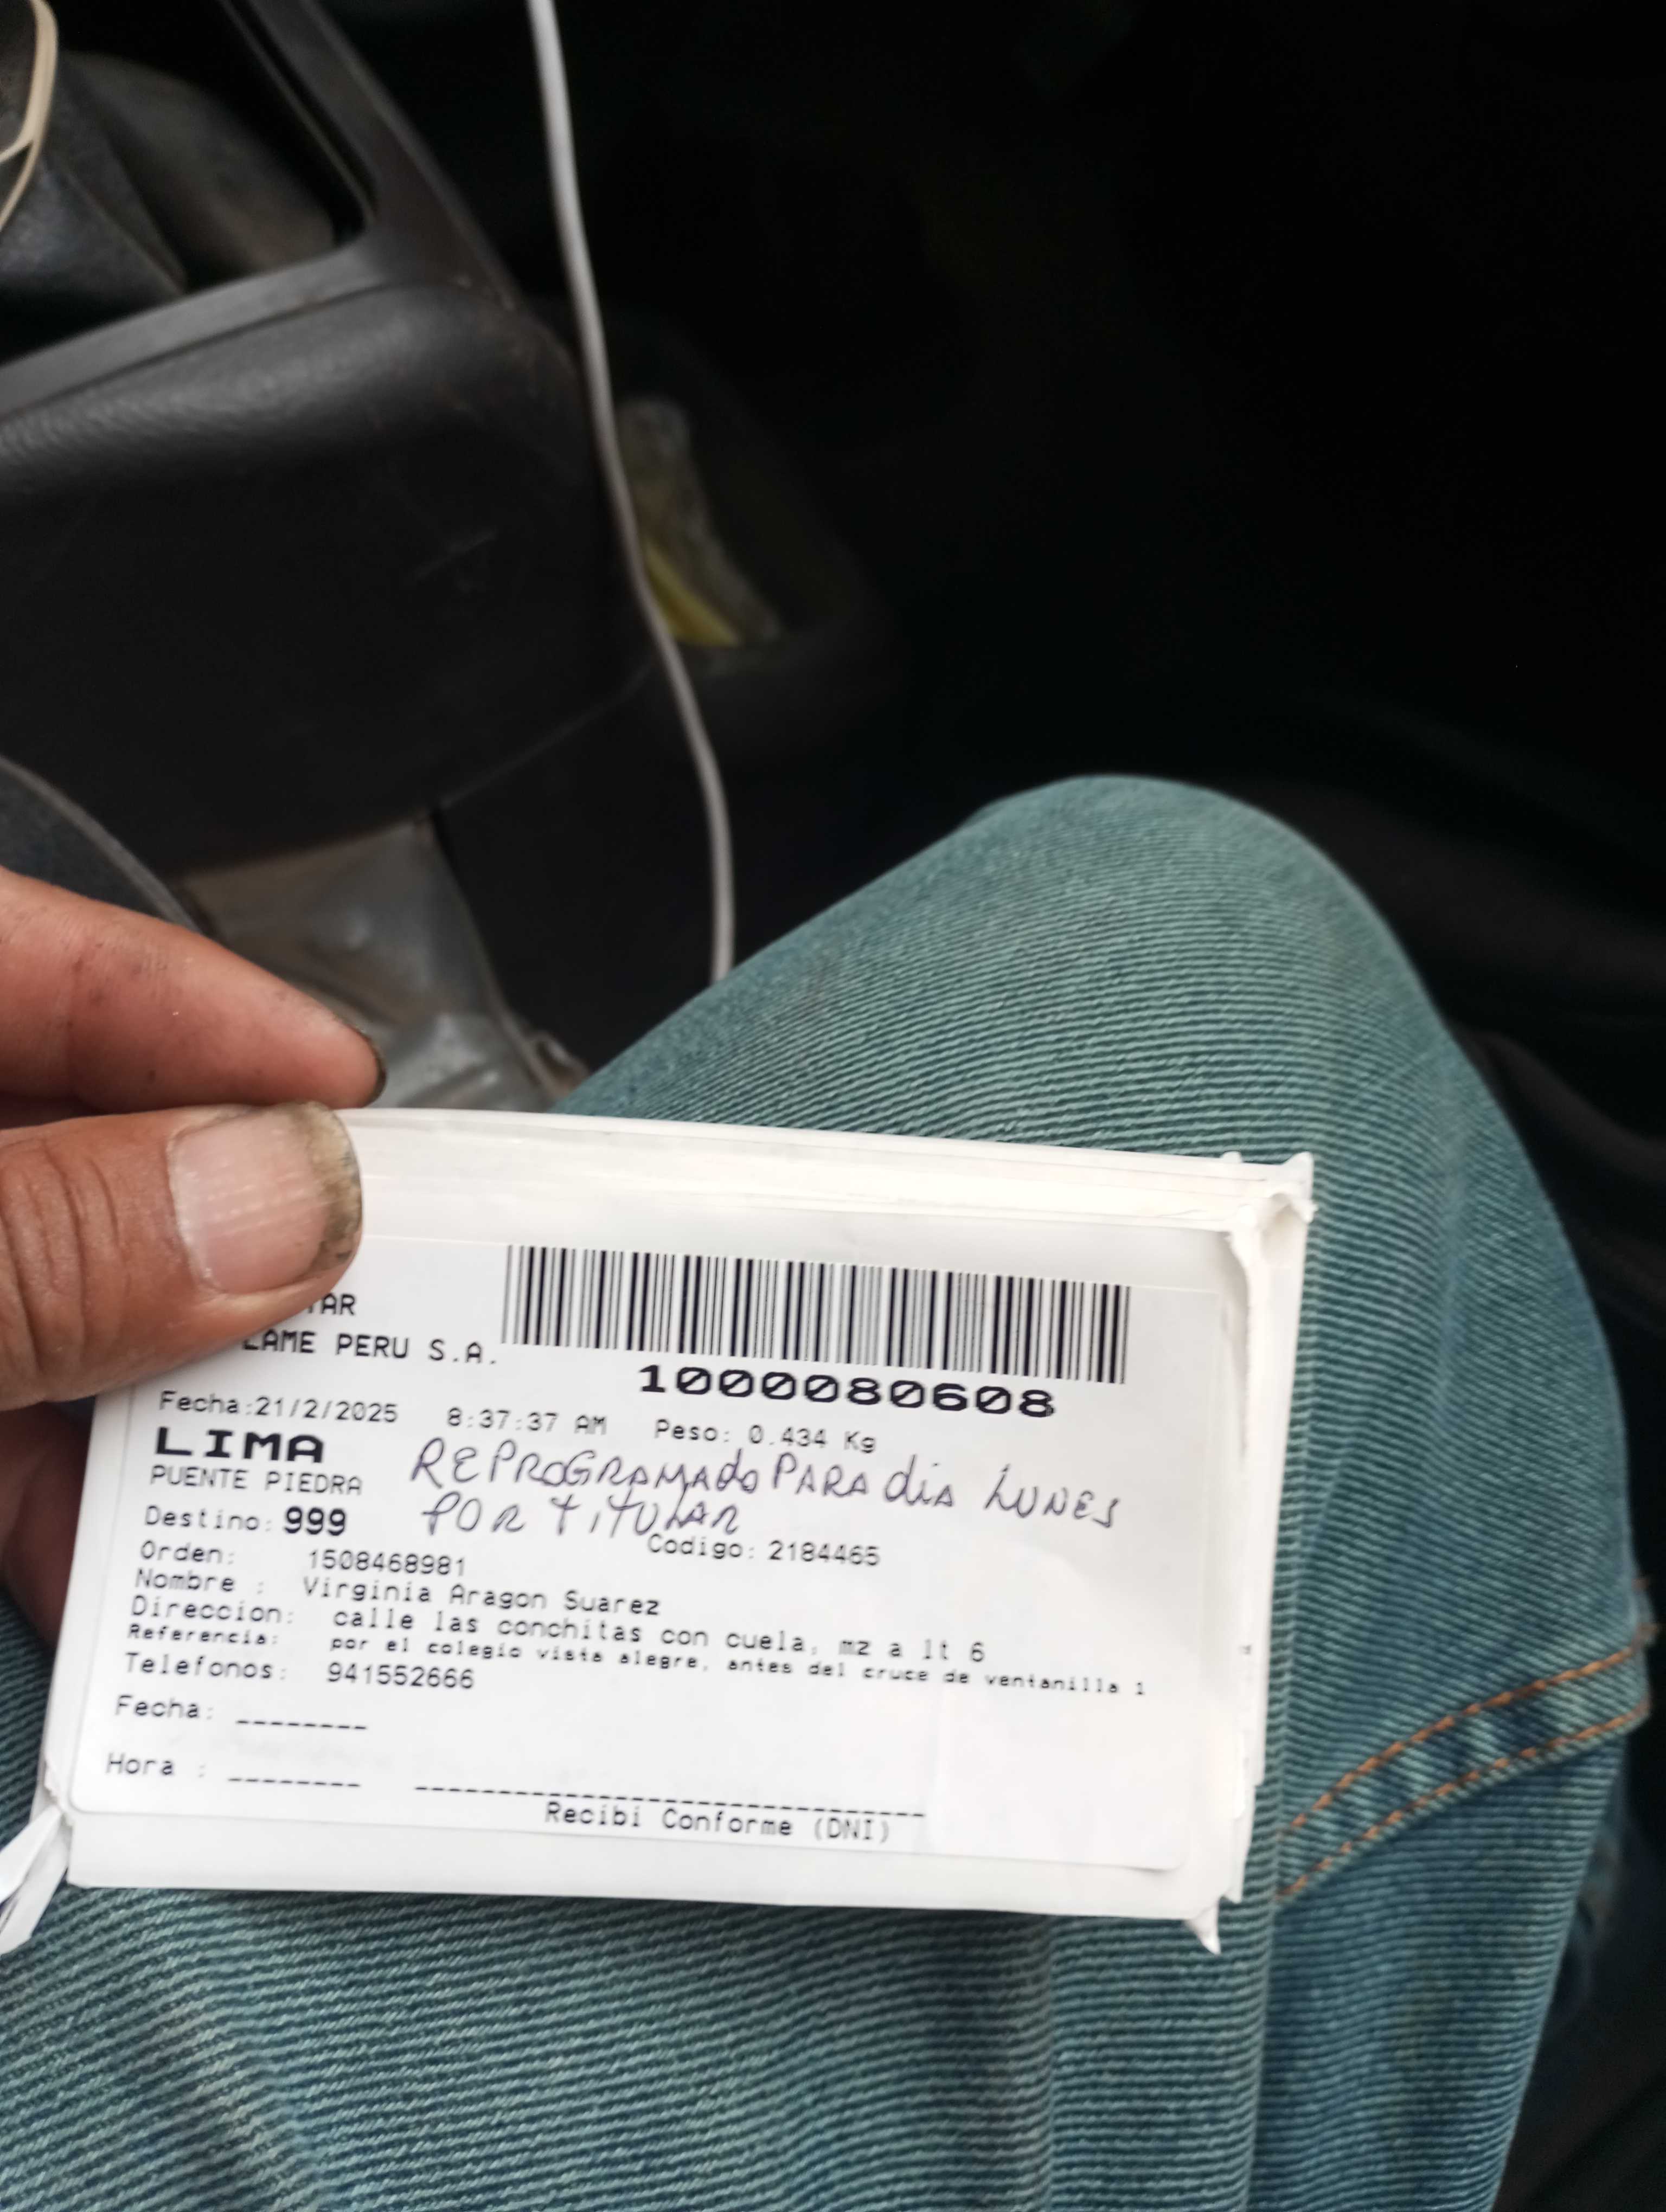 TAR
LAME PERU S.A.
1000080608
Fecha:21/2/2025 8:37:37 AM Peso: 0.434 Kg
LIMA
PUENTE PIEDRA
REPROGRAMADO PARA dia LUNES
POR TITULAR
Destino: 999
Codigo: 2184465
Orden: 1508468981
Nombre : Virginia Aragon Suarez
Direccion: calle las conchitas con cuela, mz a lt 6
Referencia: por el colegio vista alegre, antes del cruce de ventanilla 1
Telefonos: 941552666
Fecha: --------
Hora : --------
Recibi Conforme (DNI)